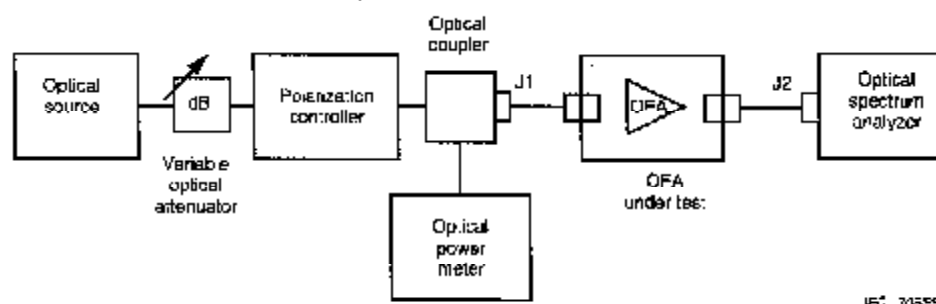 Optical
source
dB
Variable
optical
attenuator
Polarization
controller
Optical
coupler
J1
Optical
power
meter
OFA
OFA
under test
J2
Optical
spectrum
analyzer
IEC